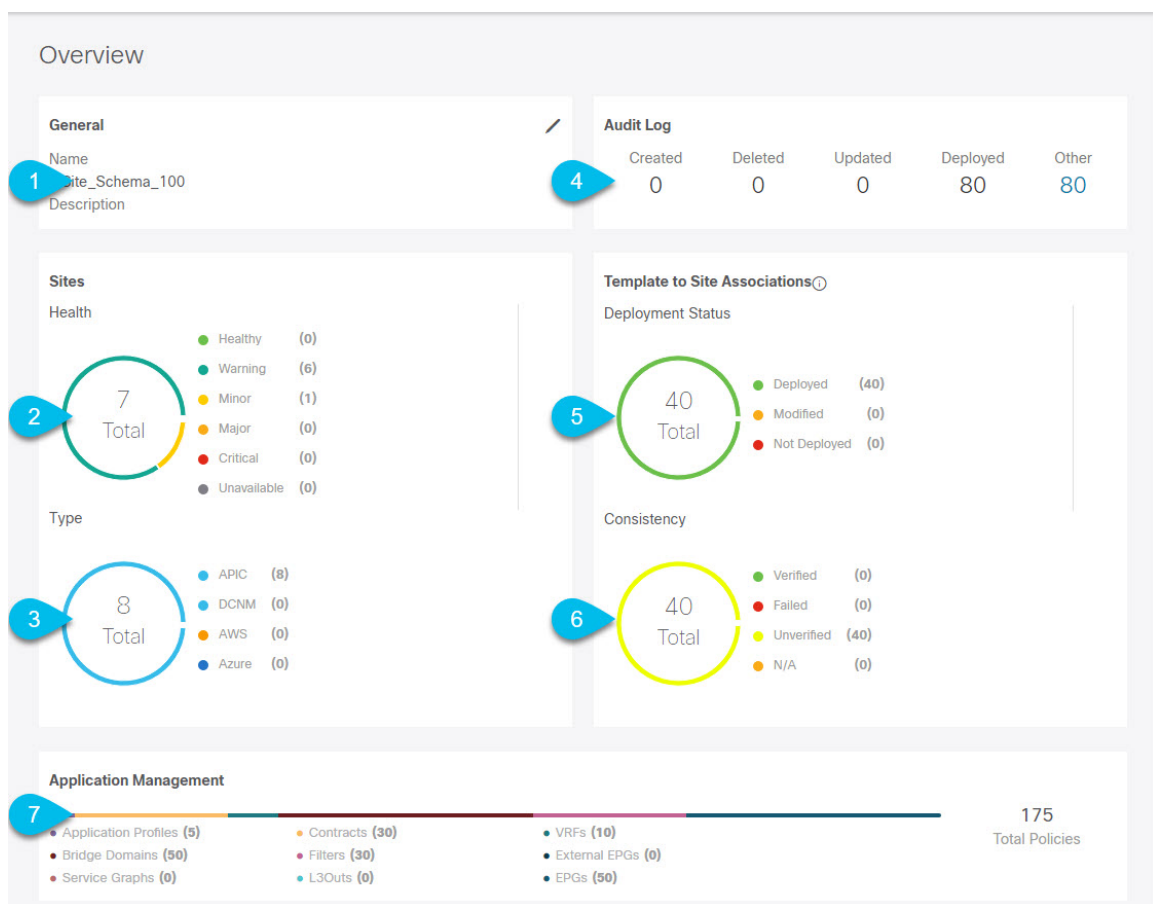 Overview
General
Name
Site_Schema_100
Description
1
Audit Log
Created Deleted Updated Deployed Other
0 0 0 80 80
4
Sites
Health
7
Total
2
Healthy (0)
Warning (6)
Minor (1)
Major (0)
Critical (0)
Unavailable (0)
Type
8
Total
3
APIC (8)
DCNM (0)
AWS (0)
Azure (0)
Template to Site Associations
Deployment Status
40
Total
5
Deployed (40)
Modified (0)
Not Deployed (0)
Consistency
40
Total
6
Verified (0)
Failed (0)
Unverified (40)
N/A (0)
Application Management
7
Application Profiles (5) Contracts (30) VRFs (10)
Bridge Domains (50) Filters (30) External EPGs (0)
Service Graphs (0) L3Outs (0) EPGs (50)
175
Total Policies